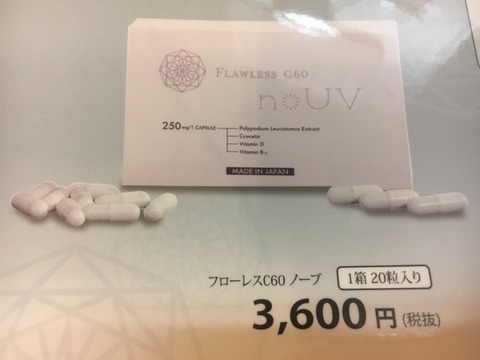 FLAWLESS C60
noUV
250mg/1 CAPSULE
Polypodium Leucotomos Extract
Crocetin
Vitamin D
Vitamin B12
MADE IN JAPAN
フローレスC60 ノーブ 1箱 20粒入り
3,600円(税抜)